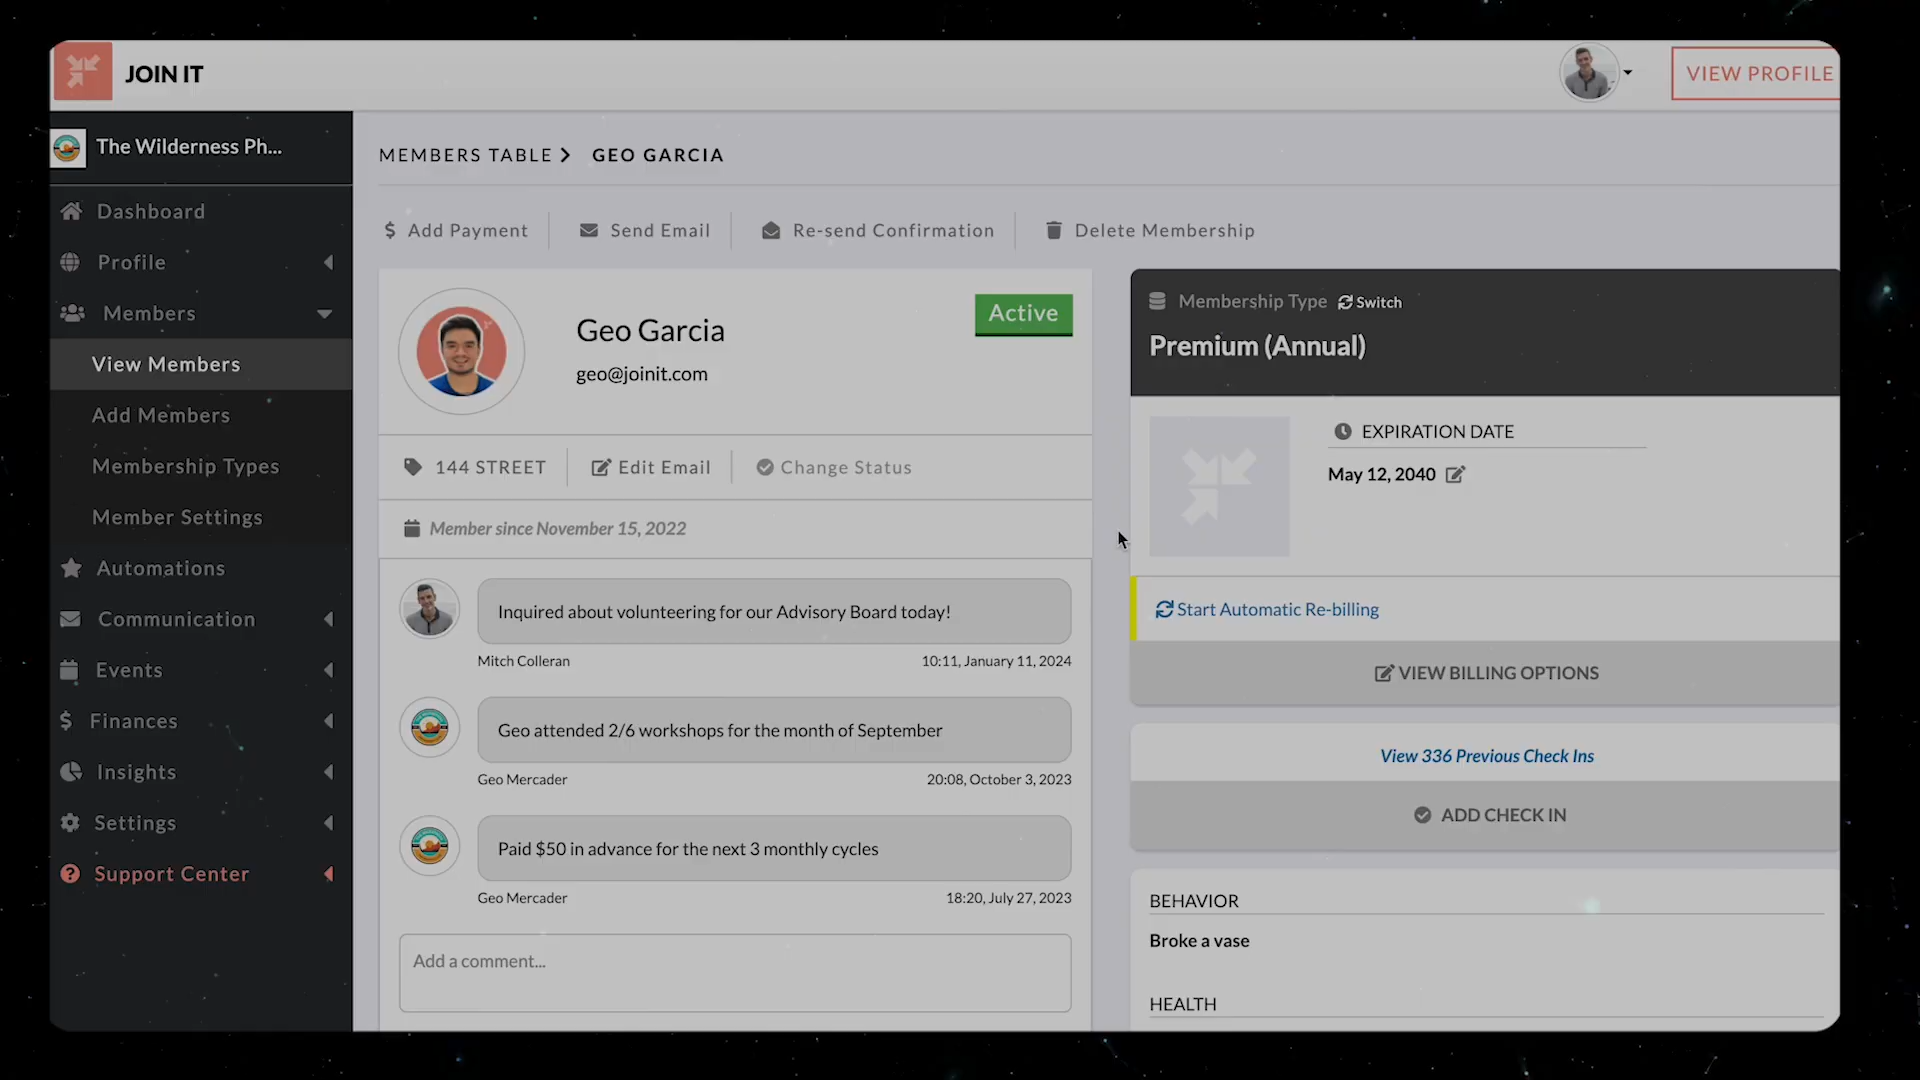 JOIN IT
VIEW PROFILE
The Wilderness Ph...
Dashboard
Profile
Members
View Members
Add Members
Membership Types
Member Settings
Automations
Communication
Events
Finances
Insights
Settings
Support Center
MEMBERS TABLE GEO GARCIA
Add Payment
Send Email
Re-send Confirmation
Delete Membership
Geo Garcia
Active
geo@joinit.com
144 STREET
Edit Email
Change Status
Member since November 15, 2022
Inquired about volunteering for our Advisory Board today!
Mitch Colleran 10:11, January 11, 2024
Geo attended 2/6 workshops for the month of September
Geo Mercader 20:08, October 3, 2023
Paid $50 in advance for the next 3 monthly cycles
Geo Mercader 18:20, July 27, 2023
Add a comment...
Membership Type Switch
Premium (Annual)
EXPIRATION DATE
May 12, 2040
Start Automatic Re-billing
VIEW BILLING OPTIONS
View 336 Previous Check Ins
ADD CHECK IN
BEHAVIOR
Broke a vase
HEALTH